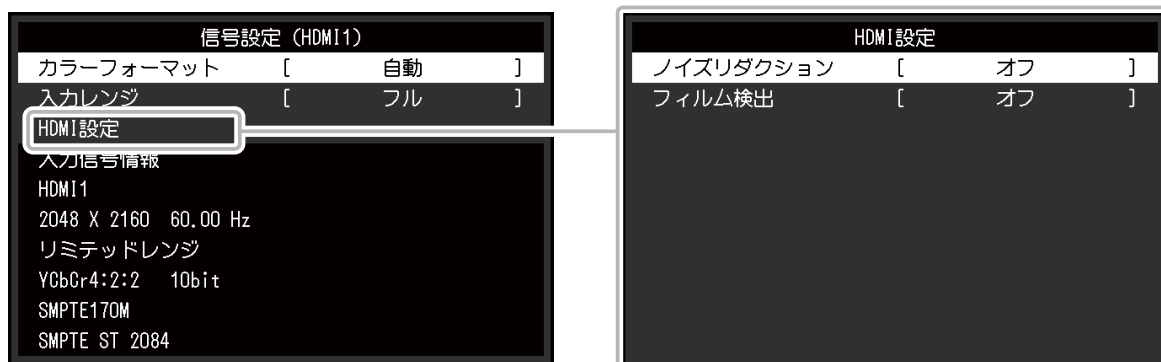 信号設定 (HDMI1)
カラーフォーマット [ 自動 ]
入力レンジ [ フル ]
HDMI設定
入力信号情報
HDMI1
2048 X 2160 60.00 Hz
リミテッドレンジ
YCbCr4:2:2 10bit
SMPTE170M
SMPTE ST 2084
HDMI設定
ノイズリダクション [ オフ ]
フィルム検出 [ オフ ]